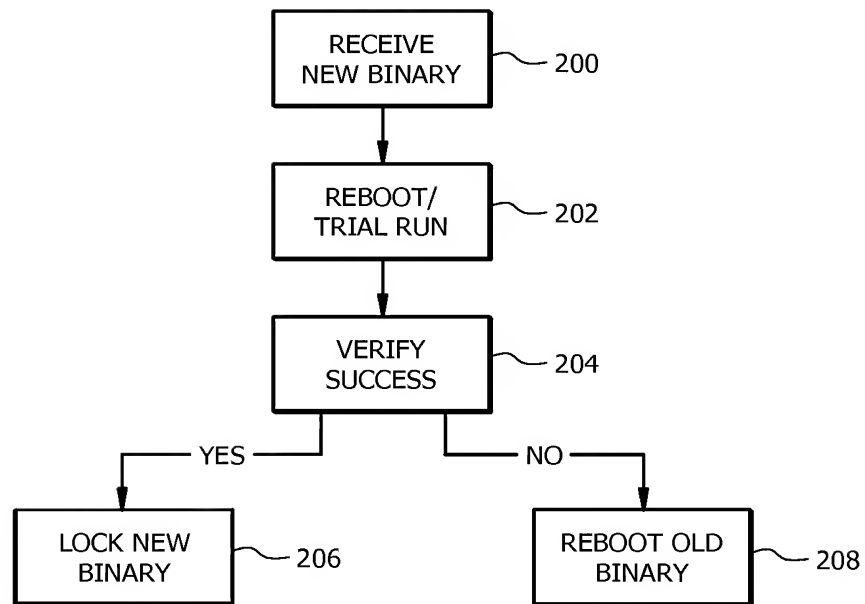 RECEIVE
NEW BINARY
200
REBOOT/
TRIAL RUN
202
VERIFY
SUCCESS
204
YES
NO
LOCK NEW
BINARY
206
REBOOT OLD
BINARY
208